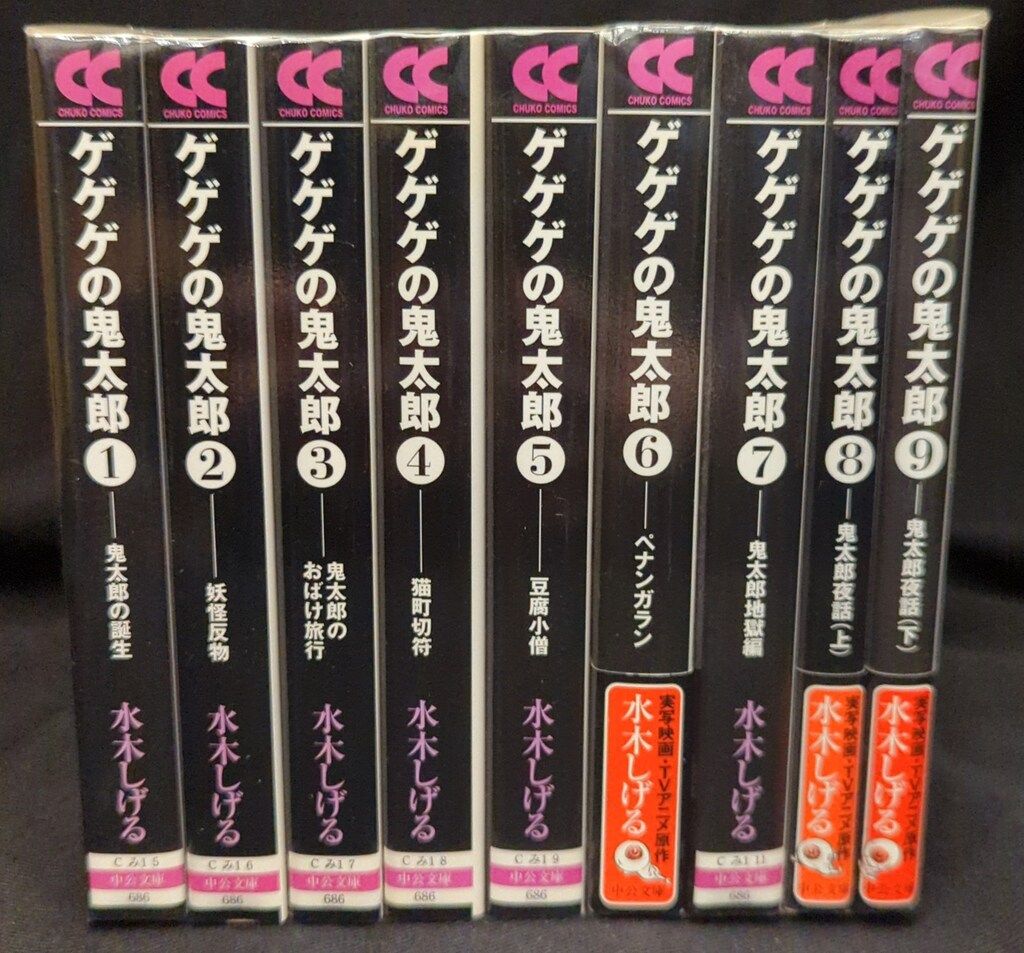 CC
CHUKO COMICS
ゲゲゲの鬼太郎①
鬼太郎の誕生
水木しげる
C み1 5
中公文庫
686
CC
CHUKO COMICS
ゲゲゲの鬼太郎②
妖怪反物
水木しげる
C み1 6
中公文庫
686
CC
CHUKO COMICS
ゲゲゲの鬼太郎③
鬼太郎の
おばけ旅行
水木しげる
C み1 7
中公文庫
686
CC
CHUKO COMICS
ゲゲゲの鬼太郎④
猫町切符
水木しげる
C み1 8
中公文庫
686
CC
CHUKO COMICS
ゲゲゲの鬼太郎⑤
豆腐小僧
水木しげる
C み1 9
中公文庫
686
CC
CHUKO COMICS
ゲゲゲの鬼太郎⑥
ペナンガラン
実写映画・TVアニメ原作
水木しげる
中公文庫
CC
CHUKO COMICS
ゲゲゲの鬼太郎⑦
鬼太郎地獄編
水木しげる
C み1 11
中公文庫
686
CC
CHUKO COMICS
ゲゲゲの鬼太郎⑧
鬼太郎夜話(上)
実写映画・TVアニメ原作
水木しげる
中公文庫
CC
CHUKO COMICS
ゲゲゲの鬼太郎⑨
鬼太郎夜話(下)
実写映画・TVアニメ原作
水木しげる
中公文庫